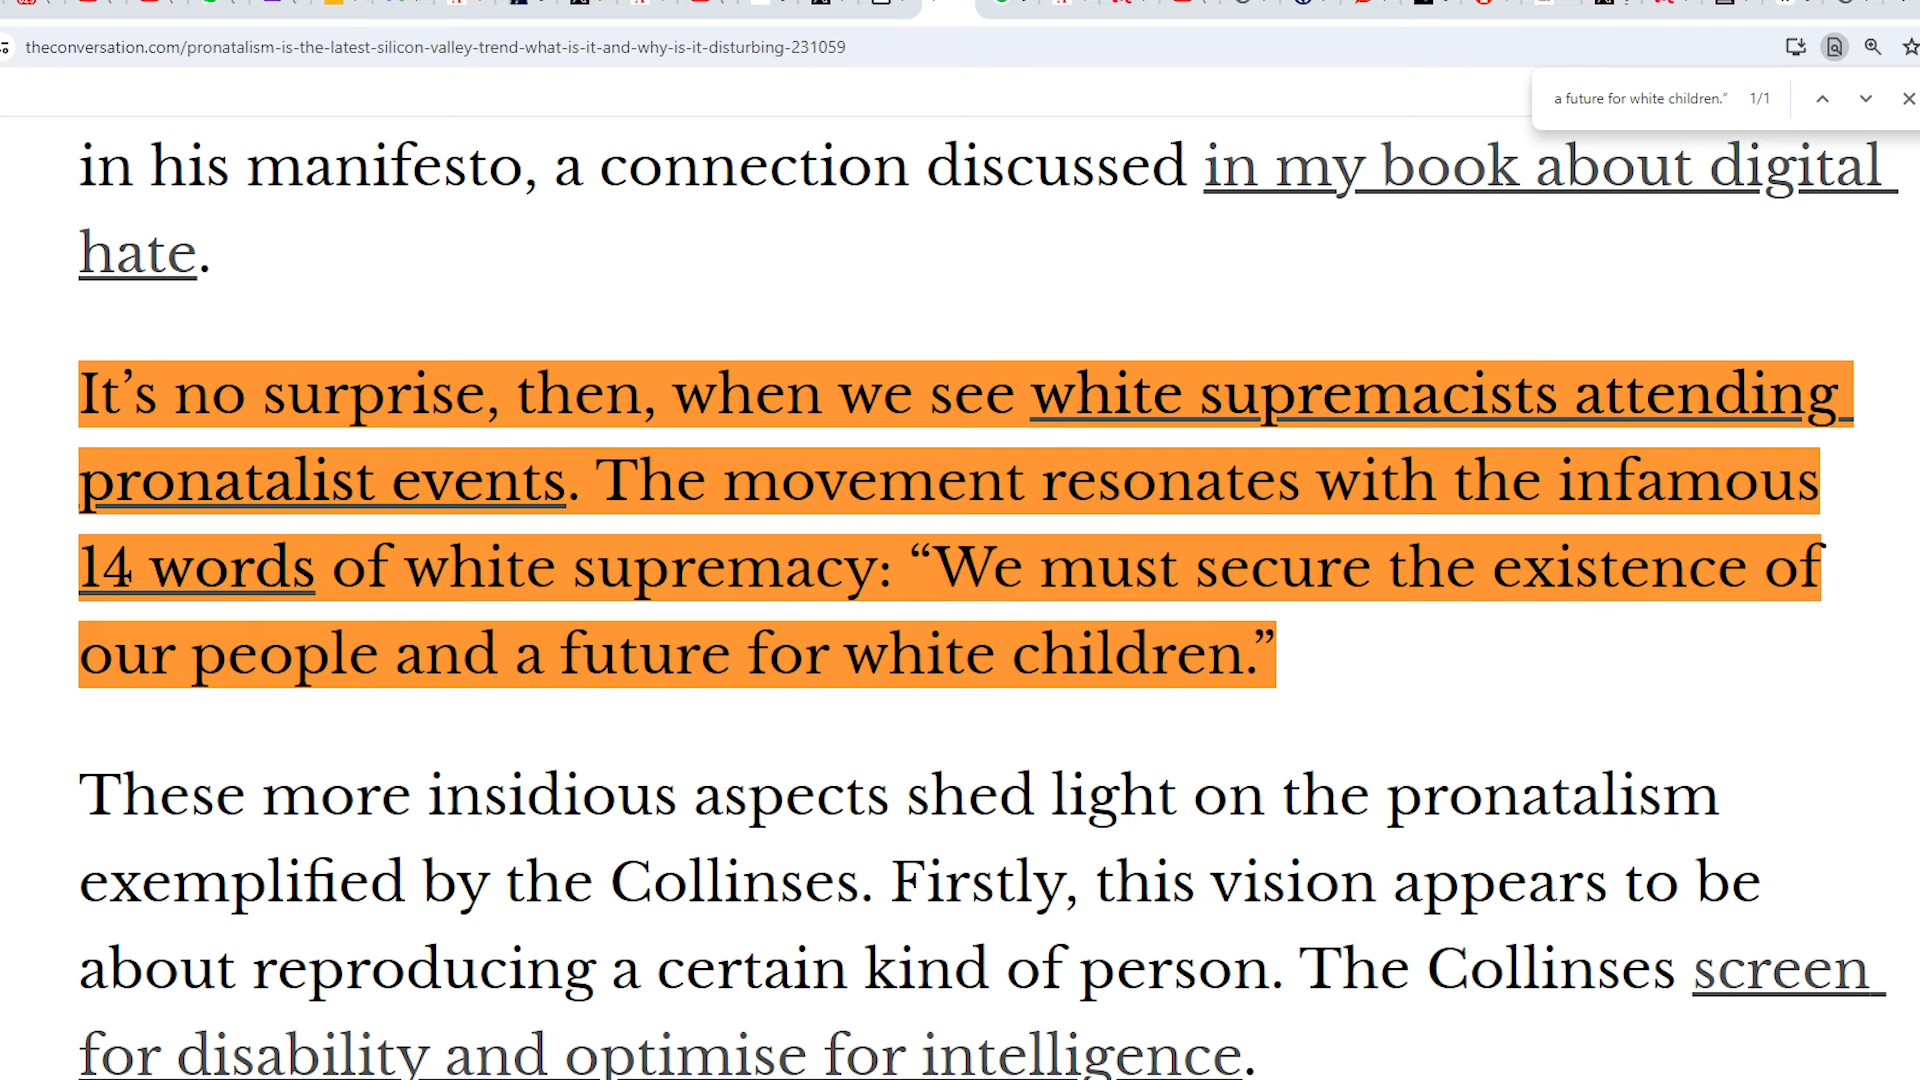 theconversation.com/pronatalism-is-the-latest-silicon-valley-trend-what-is-it-and-why-is-it-disturbing-231059
a future for white children.” 1/1
in his manifesto, a connection discussed in my book about digital
hate.
It’s no surprise, then, when we see white supremacists attending
pronatalist events. The movement resonates with the infamous
14 words of white supremacy: “We must secure the existence of
our people and a future for white children.”
These more insidious aspects shed light on the pronatalism
exemplified by the Collinses. Firstly, this vision appears to be
about reproducing a certain kind of person. The Collinses screen
for disability and optimise for intelligence.